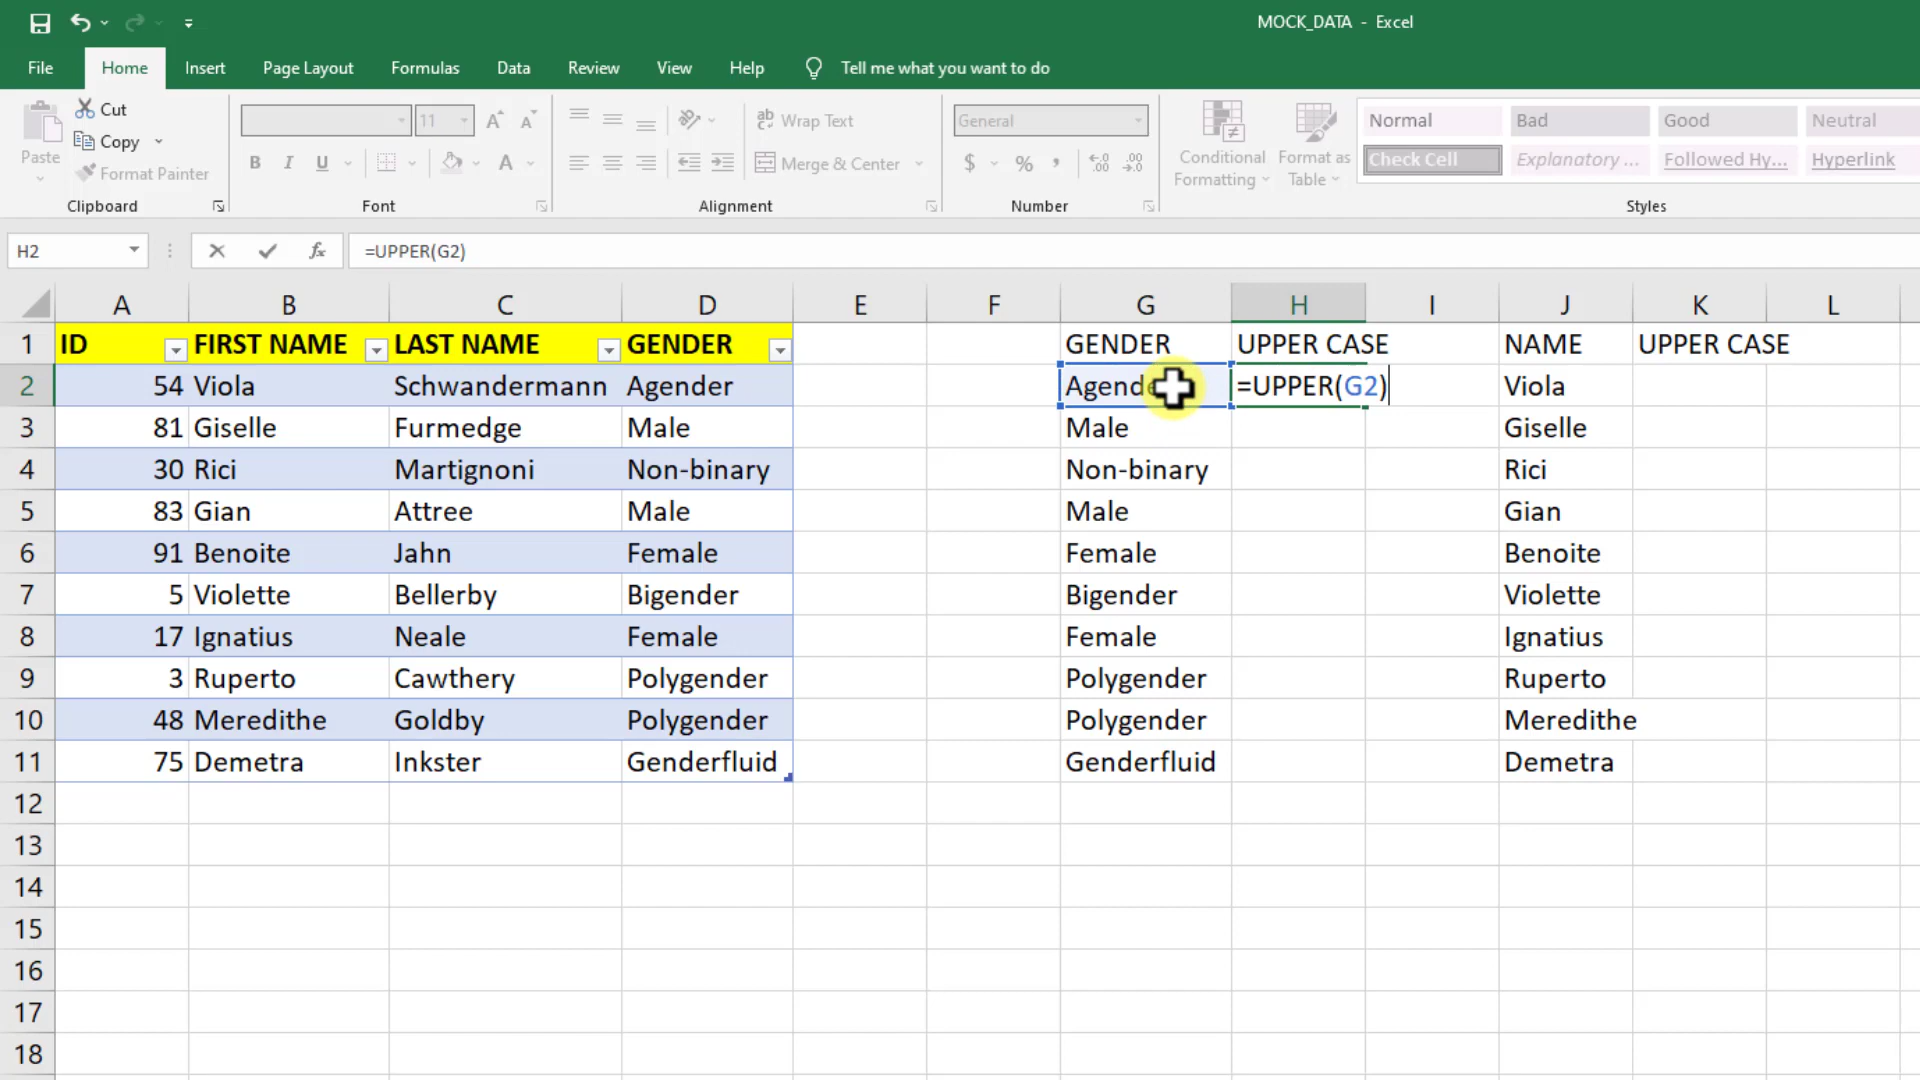 MOCK_DATA - Excel
File Home Insert Page Layout Formulas Data Review View Help Tell me what you want to do
Paste Cut Copy Format Painter
Clipboard
11 B I U A A A
Font
ab Wrap Text
Merge & Center
Alignment
General
$ % , .0 .00
Number
Conditional Formatting
Format as Table
Normal Bad Good Neutral
Check Cell Explanatory ... Followed Hy... Hyperlink
Styles
H2 fx =UPPER(G2)
A B C D E F G H I J K L
1 ID FIRST NAME LAST NAME GENDER GENDER UPPER CASE NAME UPPER CASE
2 54 Viola Schwandermann Agender Agende =UPPER(G2) Viola
3 81 Giselle Furmedge Male Male Giselle
4 30 Rici Martignoni Non-binary Non-binary Rici
5 83 Gian Attree Male Male Gian
6 91 Benoite Jahn Female Female Benoite
7 5 Violette Bellerby Bigender Bigender Violette
8 17 Ignatius Neale Female Female Ignatius
9 3 Ruperto Cawthery Polygender Polygender Ruperto
10 48 Meredithe Goldby Polygender Polygender Meredithe
11 75 Demetra Inkster Genderfluid Genderfluid Demetra
12
13
14
15
16
17
18